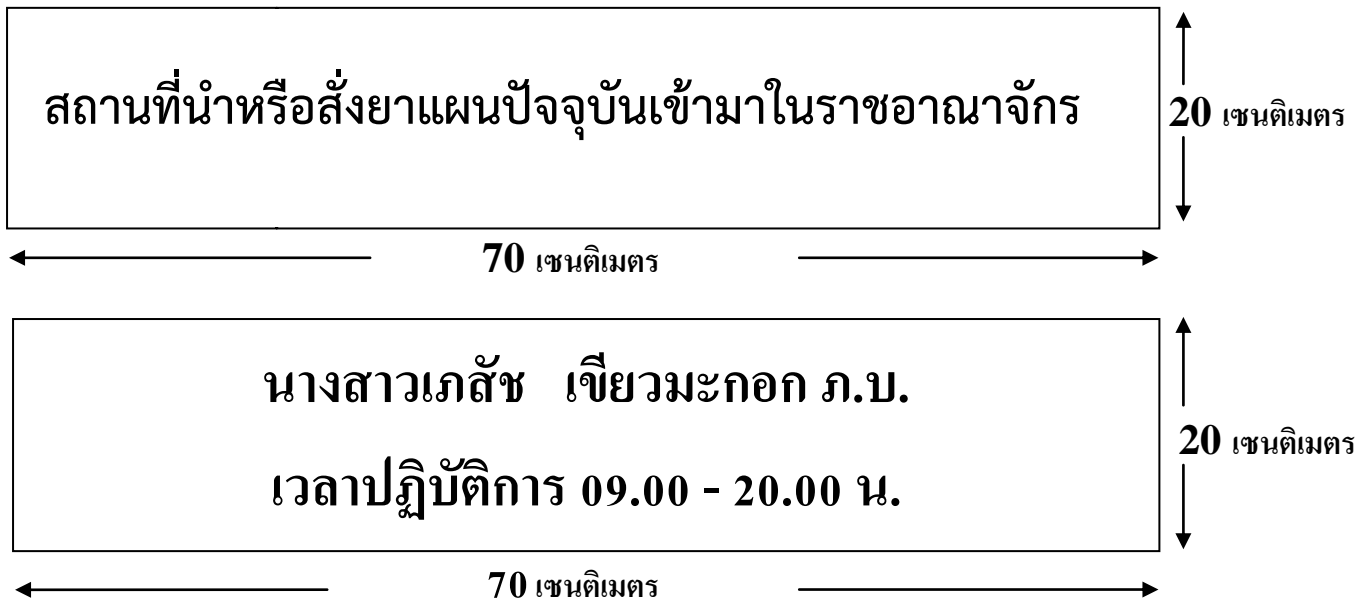 สถานที่นำหรือสั่งยาแผนปัจจุบันเข้ามาในราชอาณาจักร
20 เซนติเมตร
70 เซนติเมตร
นางสาวเภสัช เขียวมะกอก ภ.บ.
เวลาปฏิบัติการ 09.00 - 20.00 น.
20 เซนติเมตร
70 เซนติเมตร